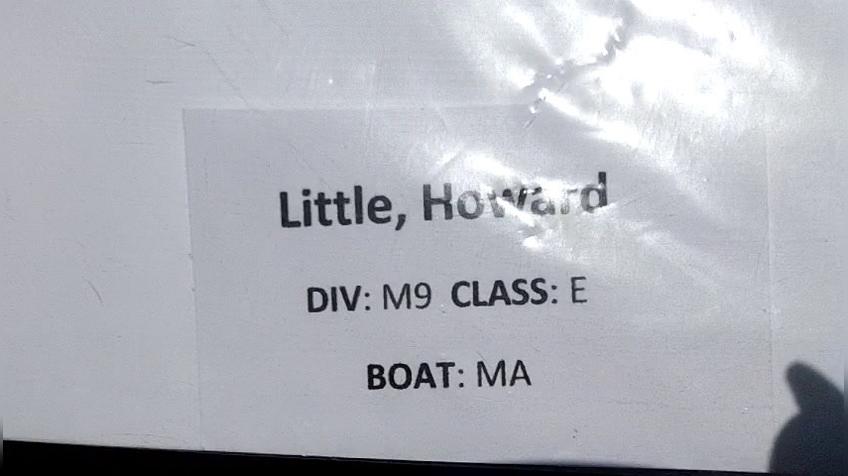 Little, Howard
DIV: M9 CLASS: E
BOAT: MA